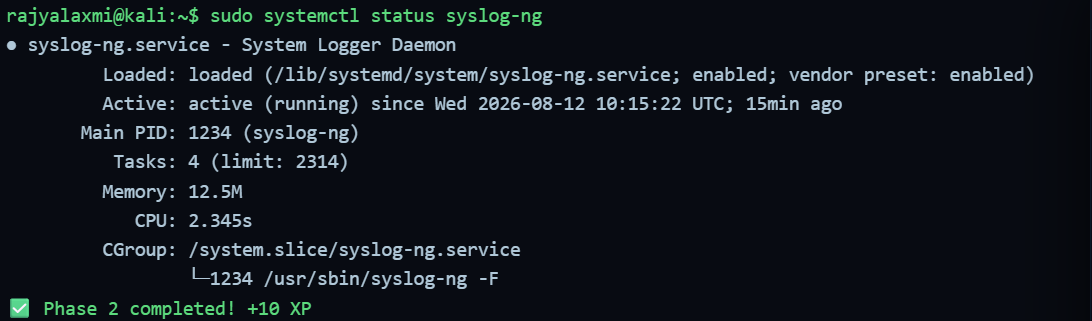 rajyalaxmi@kali:~$ sudo systemctl status syslog-ng
● syslog-ng.service - System Logger Daemon
Loaded: loaded (/lib/systemd/system/syslog-ng.service; enabled; vendor preset: enabled)
Active: active (running) since Wed 2026-08-12 10:15:22 UTC; 15min ago
Main PID: 1234 (syslog-ng)
Tasks: 4 (limit: 2314)
Memory: 12.5M
CPU: 2.345s
CGroup: /system.slice/syslog-ng.service
└─1234 /usr/sbin/syslog-ng -F
✅ Phase 2 completed! +10 XP